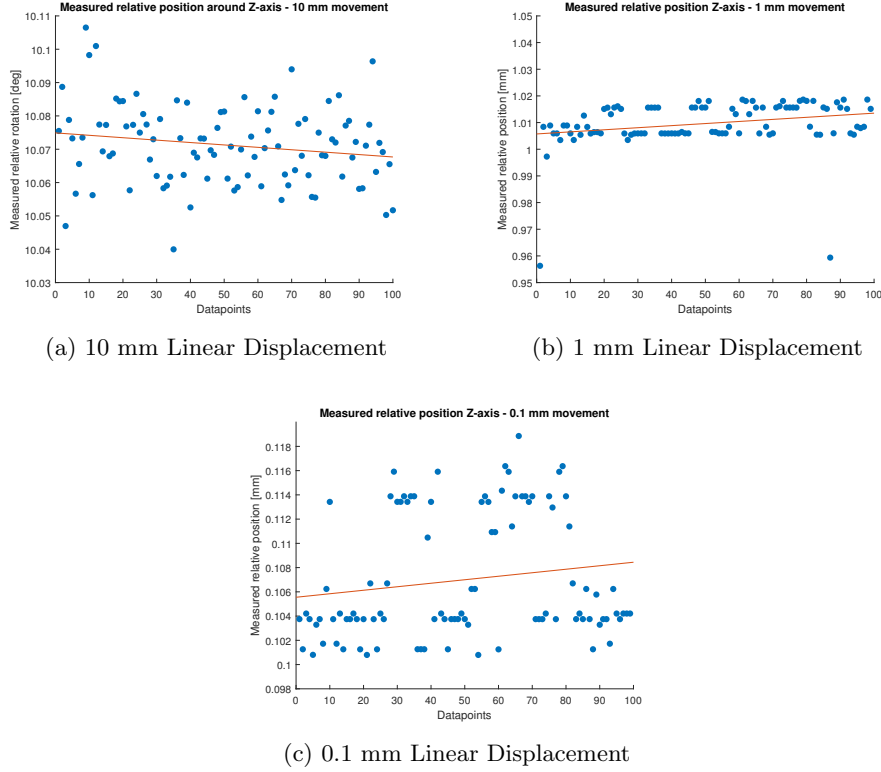 Measured relative position around Z-axis - 10 mm movement
10.11
10.1
10.09
10.08
10.07
10.06
10.05
10.04
10.03
Measured relative rotation [deg]
0 10 20 30 40 50 60 70 80 90 100
Datapoints
(a) 10 mm Linear Displacement
Measured relative position Z-axis - 1 mm movement
1.05
1.04
1.03
1.02
1.01
1
0.99
0.98
0.97
0.96
0.95
Measured relative position [mm]
0 10 20 30 40 50 60 70 80 90 100
Datapoints
(b) 1 mm Linear Displacement
Measured relative position Z-axis - 0.1 mm movement
0.118
0.116
0.114
0.112
0.11
0.108
0.106
0.104
0.102
0.1
0.098
Measured relative position [mm]
0 10 20 30 40 50 60 70 80 90 100
Datapoints
(c) 0.1 mm Linear Displacement